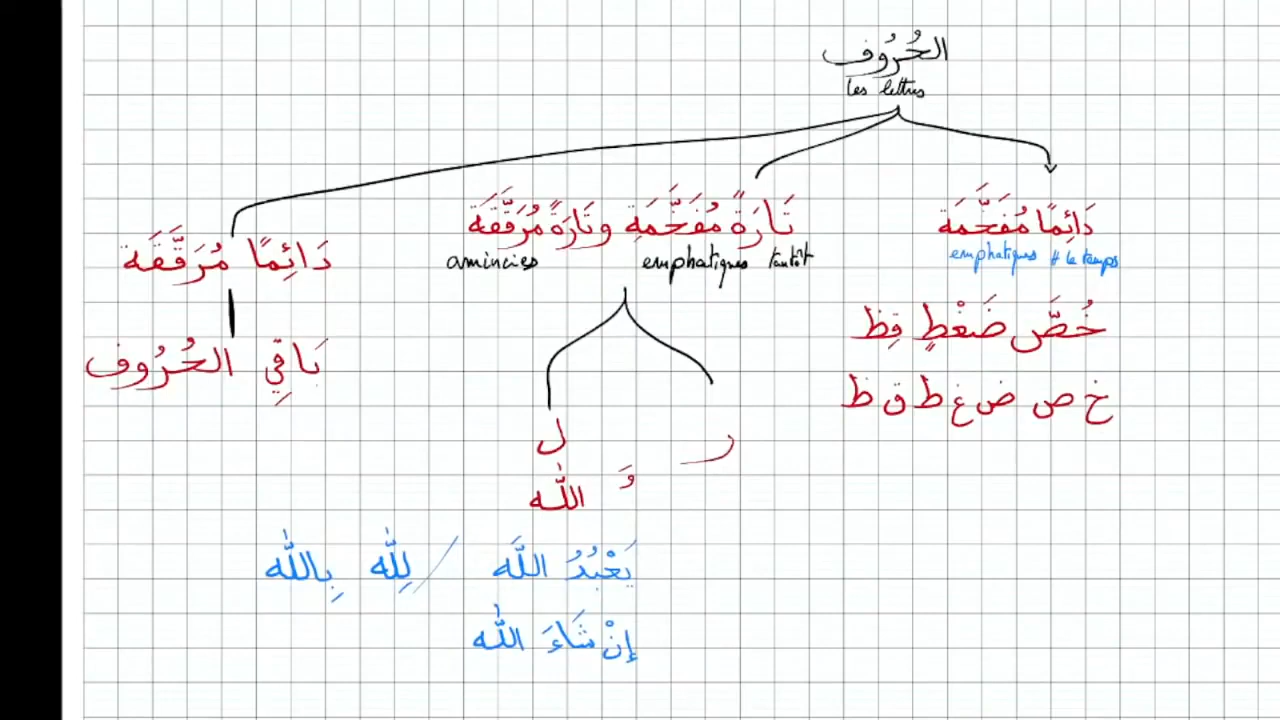 الحُرُوف
les lettres
دَائِمًا مُفَخَّمَة
emphatiques # le temps
خُصَّ ضَغْطٍ قِظ
خ ص ض غ ط ق ظ
تَارَةً مُفَخَّمَة وتَارَةً مُرَقَّقَة
amincies emphatiques tantôt
ر
ل
وَ اللّٰه
يَعْبُدُ اللَّه / لِلّٰه بِاللّٰه
إِنْ شَاءَ اللّٰه
دَائِمًا مُرَقَّقَة
بَاقِي الحُرُوف